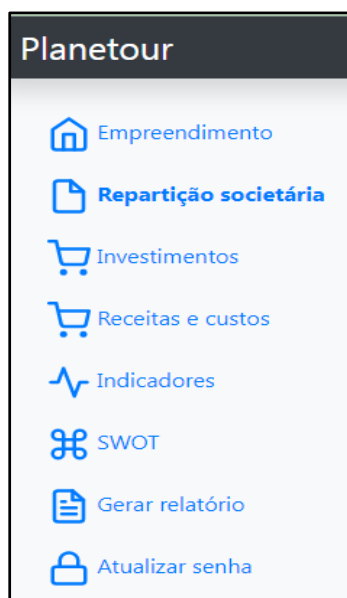 Planetour
Empreendimento
Repartição societária
Investimentos
Receitas e custos
Indicadores
SWOT
Gerar relatório
Atualizar senha